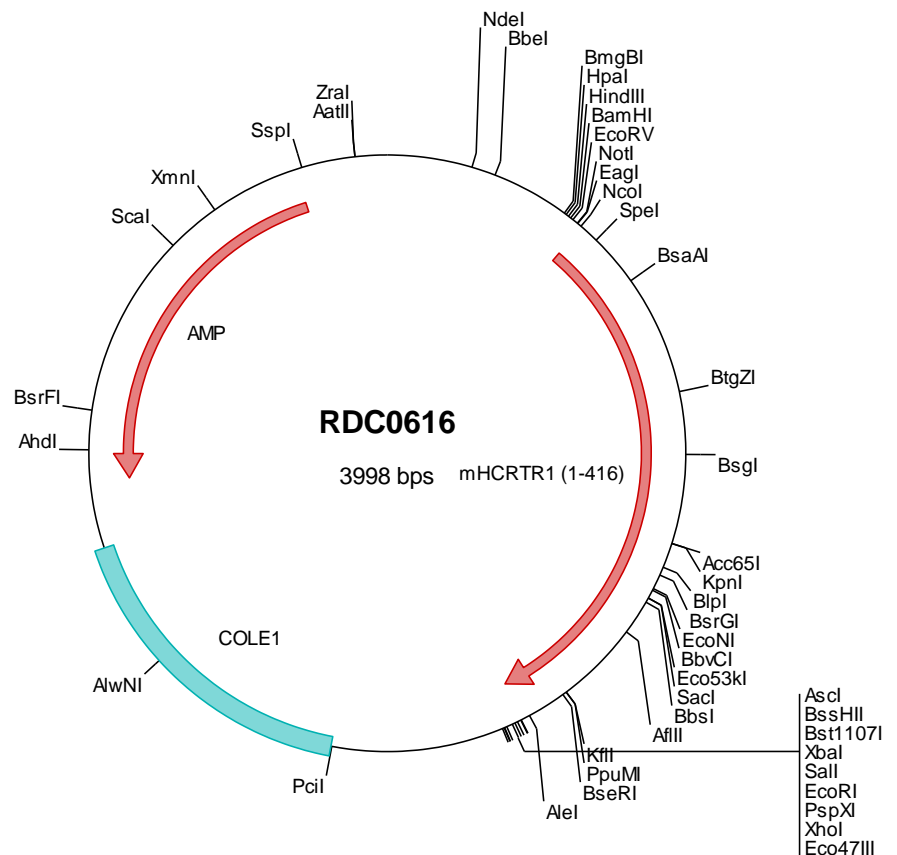 NdeI
BbeI
BmgBI
HpaI
HindIII
BamHI
EcoRV
NotI
EagI
NcoI
SpeI
BsaAI
BtgZI
BsgI
Acc65I
KpnI
BlpI
BsrGI
EcoNI
BbvCI
Eco53kI
SacI
BbsI
AflII
KflI
PpuMI
BseRI
AleI
AscI
BssHII
Bst1107I
XbaI
SalI
EcoRI
PspXI
XhoI
Eco47III
PciI
AlwNI
AhdI
BsrFI
ScaI
XmnI
SspI
ZraI
AatII
AMP
RDC0616
3998 bps
mHCRTR1 (1-416)
COLE1